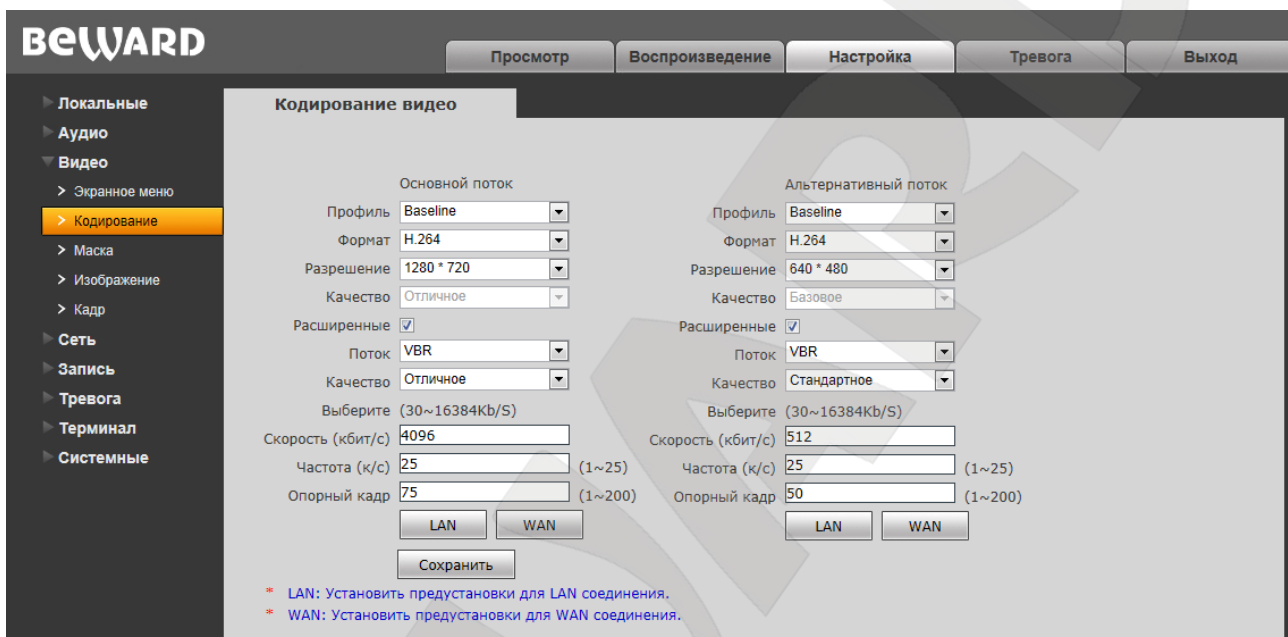 BEWARD
Просмотр Воспроизведение Настройка Тревога Выход
Локальные
Аудио
Видео
> Экранное меню
> Кодирование
> Маска
> Изображение
> Кадр
Сеть
Запись
Тревога
Терминал
Системные
Кодирование видео
Основной поток
Профиль Baseline
Формат H.264
Разрешение 1280 * 720
Качество Отличное
Расширенные
Поток VBR
Качество Отличное
Выберите (30~16384Kb/S)
Скорость (кбит/с) 4096
Частота (к/с) 25 (1~25)
Опорный кадр 75 (1~200)
LAN WAN
Сохранить
Альтернативный поток
Профиль Baseline
Формат H.264
Разрешение 640 * 480
Качество Базовое
Расширенные
Поток VBR
Качество Стандартное
Выберите (30~16384Kb/S)
Скорость (кбит/с) 512
Частота (к/с) 25 (1~25)
Опорный кадр 50 (1~200)
LAN WAN
* LAN: Установить предустановки для LAN соединения.
* WAN: Установить предустановки для WAN соединения.